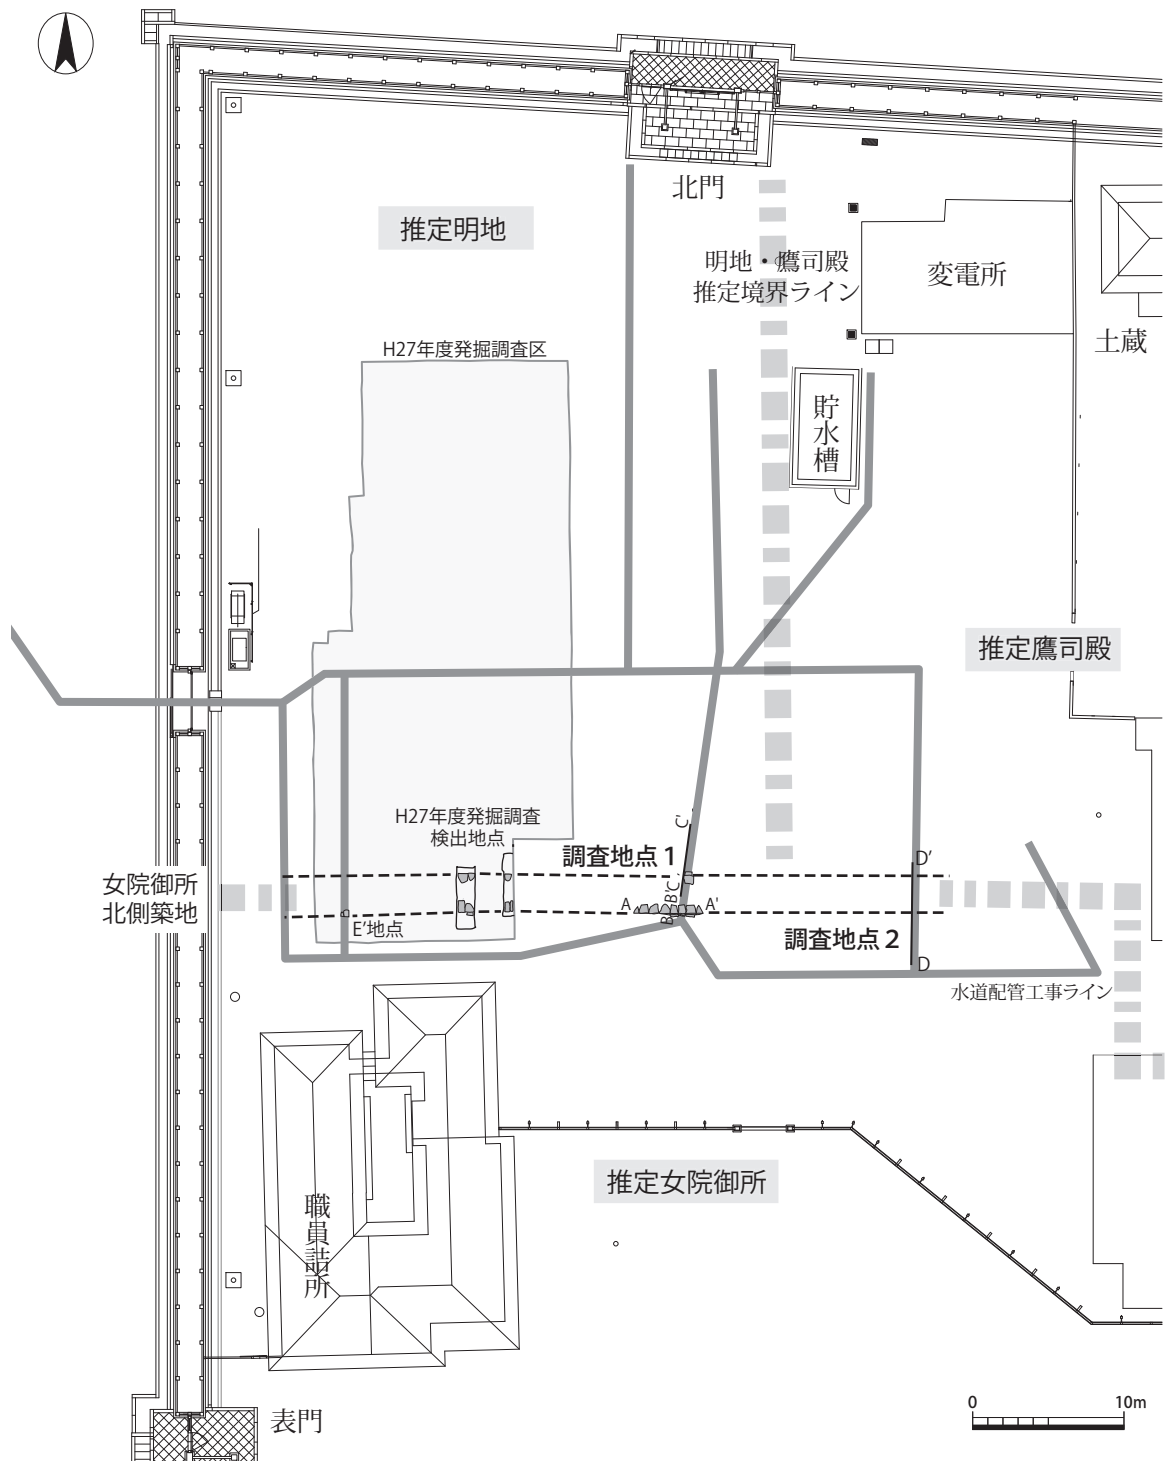 北門
推定明地
明地・鷹司殿
推定境界ライン
変電所
土蔵
H27年度発掘調査区
貯水槽
推定鷹司殿
H27年度発掘調査
検出地点
調査地点 1
C'
D'
女院御所
北側築地
A
B'C
A'
B
E'地点
調査地点 2
D
水道配管工事ライン
推定女院御所
職員詰所
表門
0
10m